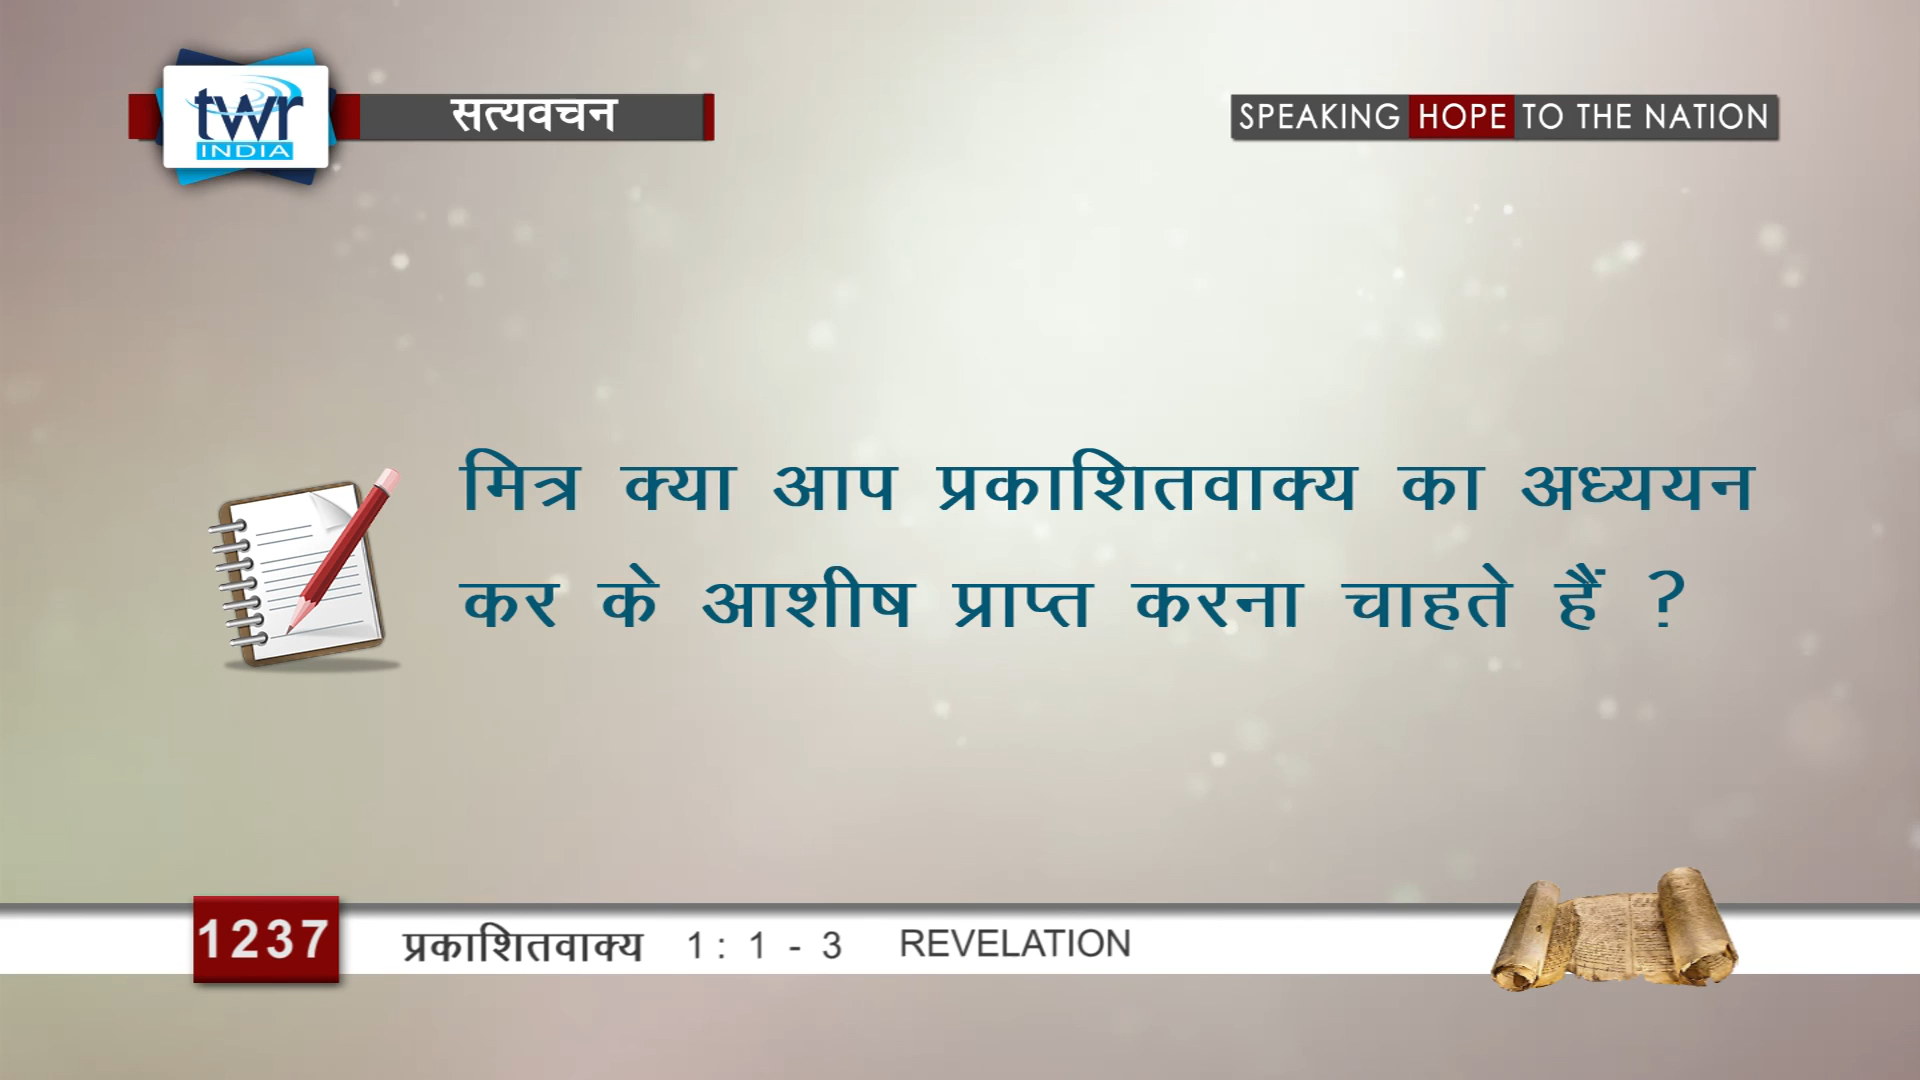 twr
INDIA
सत्यवचन
SPEAKING HOPE TO THE NATION
मित्र क्या आप प्रकाशितवाक्य का अध्ययन
कर के आशीष प्राप्त करना चाहते हैं ?
1237
प्रकाशितवाक्य 1 : 1 - 3 REVELATION